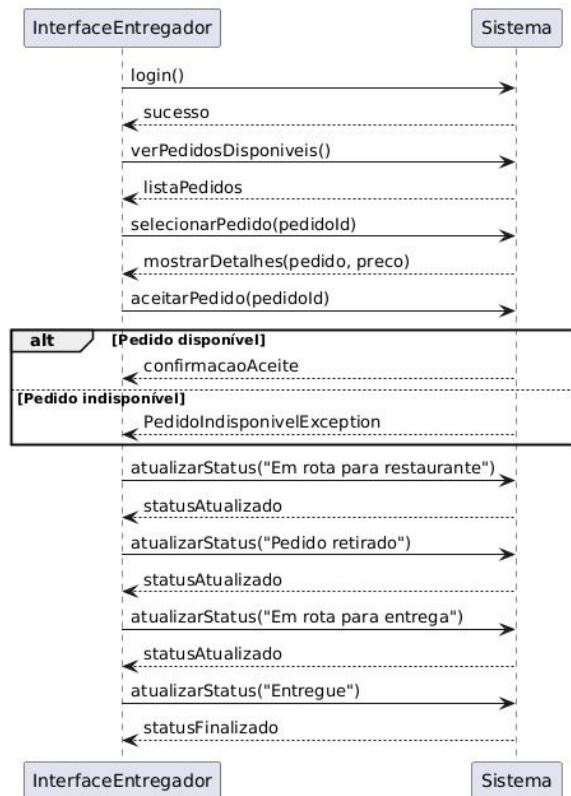 InterfaceEntregador Sistema
login()
sucesso
verPedidosDisponiveis()
listaPedidos
selecionarPedido(pedidoId)
mostrarDetalhes(pedido, preco)
aceitarPedido(pedidoId)
alt [Pedido disponível]
confirmacaoAceite
[Pedido indisponível]
PedidoIndisponivelException
atualizarStatus("Em rota para restaurante")
statusAtualizado
atualizarStatus("Pedido retirado")
statusAtualizado
atualizarStatus("Em rota para entrega")
statusAtualizado
atualizarStatus("Entregue")
statusFinalizado
InterfaceEntregador Sistema